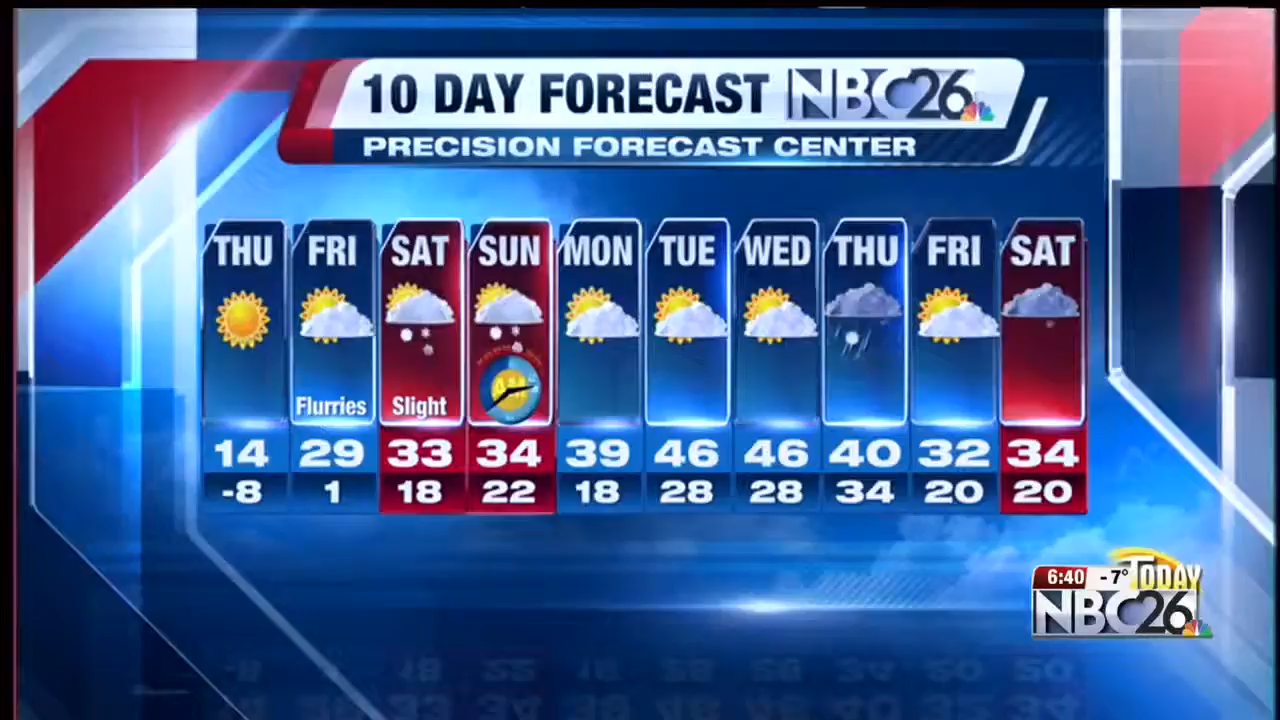 10 DAY FORECAST NBC26
PRECISION FORECAST CENTER
THU FRI SAT SUN MON TUE WED THU FRI SAT
Flurries Slight
14 29 33 34 39 46 46 40 32 34
-8 1 18 22 18 28 28 34 20 20
6:40 -7° TODAY
NBC26